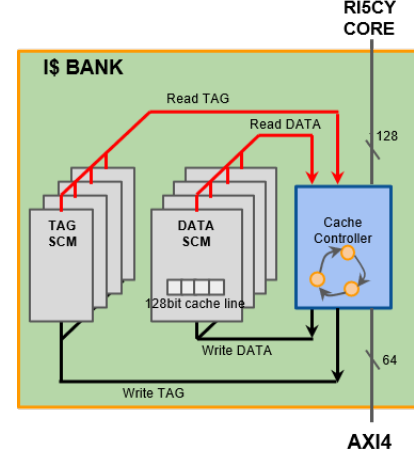 RI5CY
CORE
I$ BANK
Read TAG
Read DATA
128
TAG
SCM
DATA
SCM
Cache
Controller
128bit cache line
Write DATA
64
Write TAG
AXI4